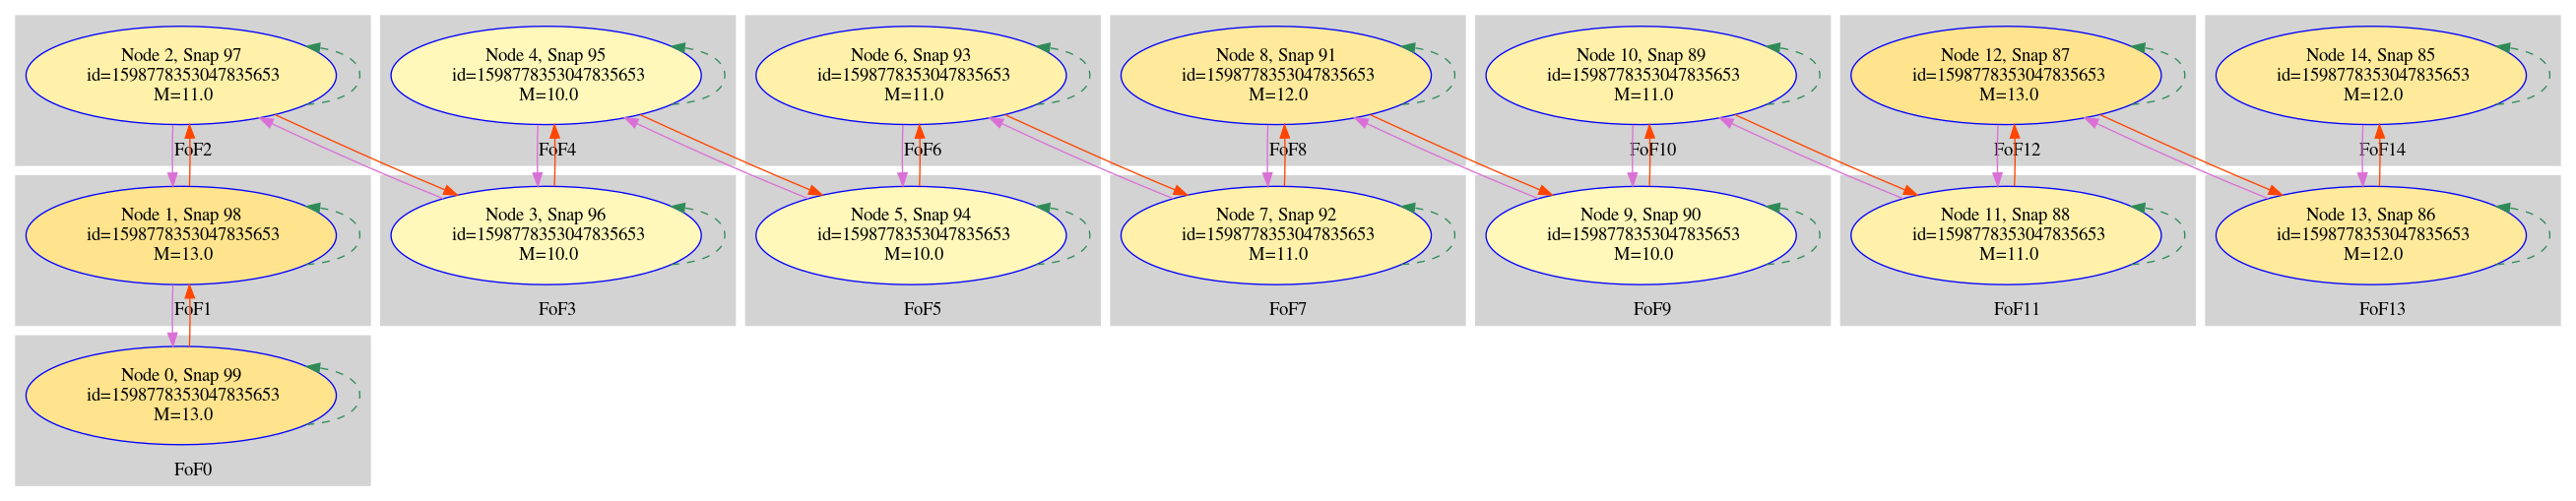 Node 2, Snap 97
id=1598778353047835653
M=11.0
FoF2
Node 4, Snap 95
id=1598778353047835653
M=10.0
FoF4
Node 6, Snap 93
id=1598778353047835653
M=11.0
FoF6
Node 8, Snap 91
id=1598778353047835653
M=12.0
FoF8
Node 10, Snap 89
id=1598778353047835653
M=11.0
FoF10
Node 12, Snap 87
id=1598778353047835653
M=13.0
FoF12
Node 14, Snap 85
id=1598778353047835653
M=12.0
FoF14
Node 1, Snap 98
id=1598778353047835653
M=13.0
FoF1
Node 3, Snap 96
id=1598778353047835653
M=10.0
FoF3
Node 5, Snap 94
id=1598778353047835653
M=10.0
FoF5
Node 7, Snap 92
id=1598778353047835653
M=11.0
FoF7
Node 9, Snap 90
id=1598778353047835653
M=10.0
FoF9
Node 11, Snap 88
id=1598778353047835653
M=11.0
FoF11
Node 13, Snap 86
id=1598778353047835653
M=12.0
FoF13
Node 0, Snap 99
id=1598778353047835653
M=13.0
FoF0